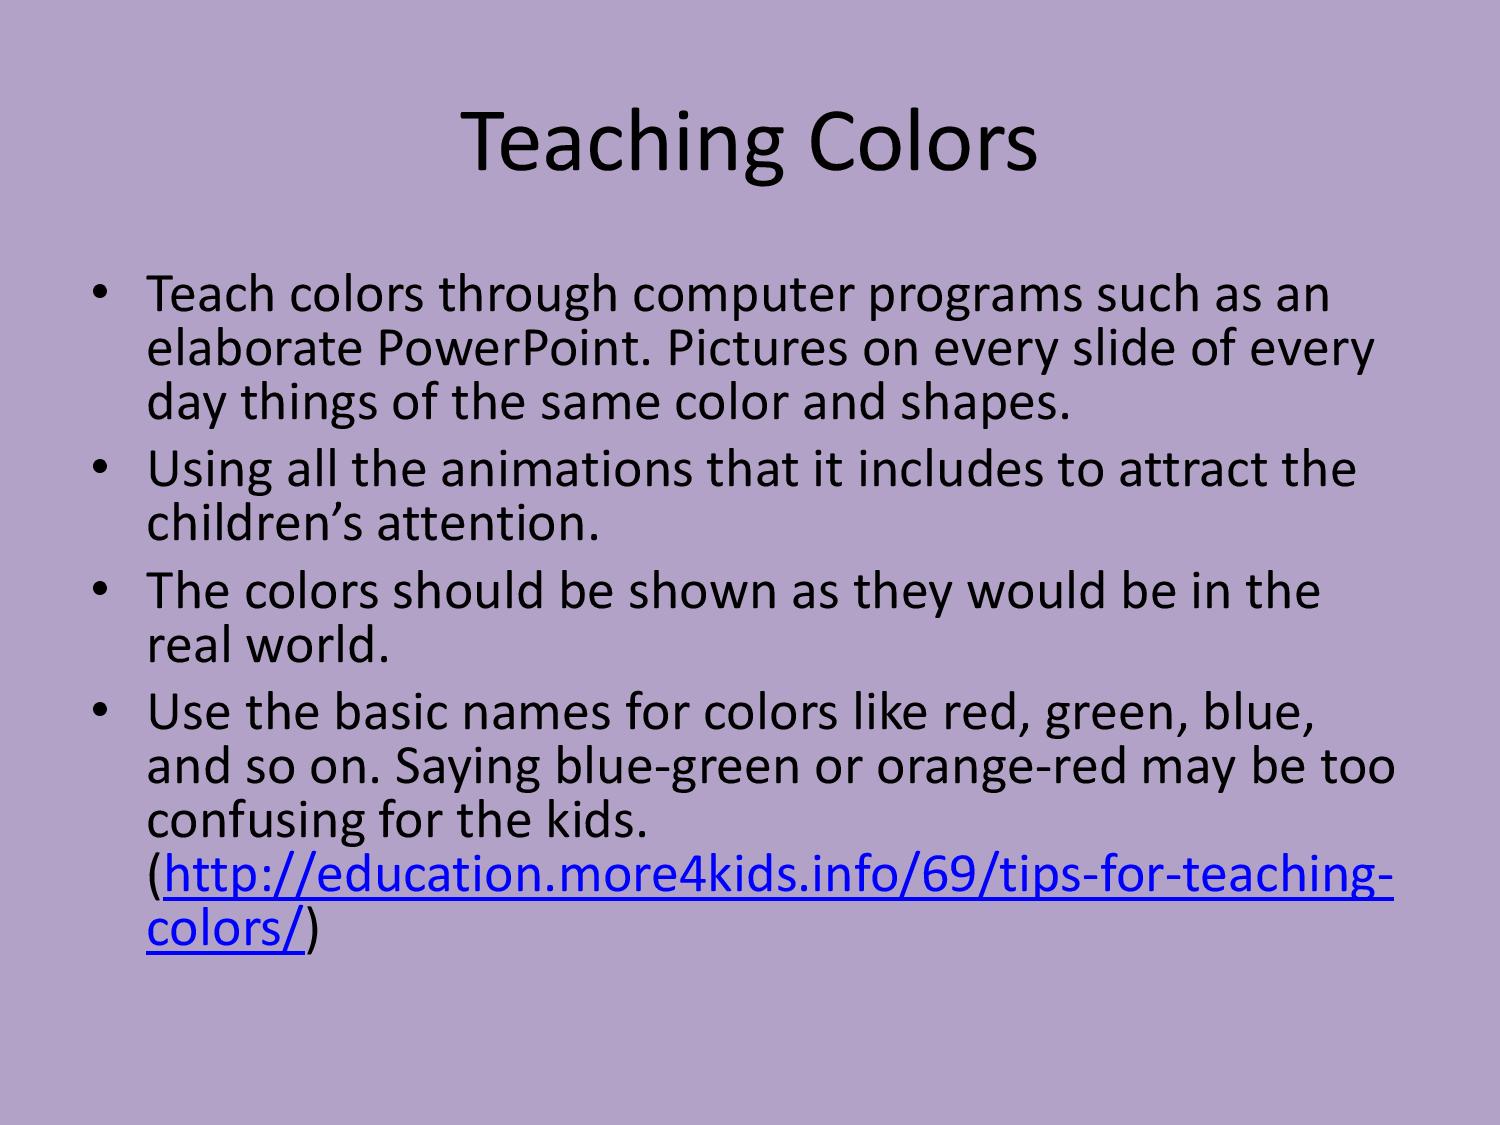 Teaching Colors
• Teach colors through computer programs such as an
elaborate PowerPoint. Pictures on every slide of every
day things of the same color and shapes.
• Using all the animations that it includes to attract the
children’s attention.
• The colors should be shown as they would be in the
real world.
• Use the basic names for colors like red, green, blue,
and so on. Saying blue-green or orange-red may be too
confusing for the kids.
(http://education.more4kids.info/69/tips-for-teaching-
colors/)